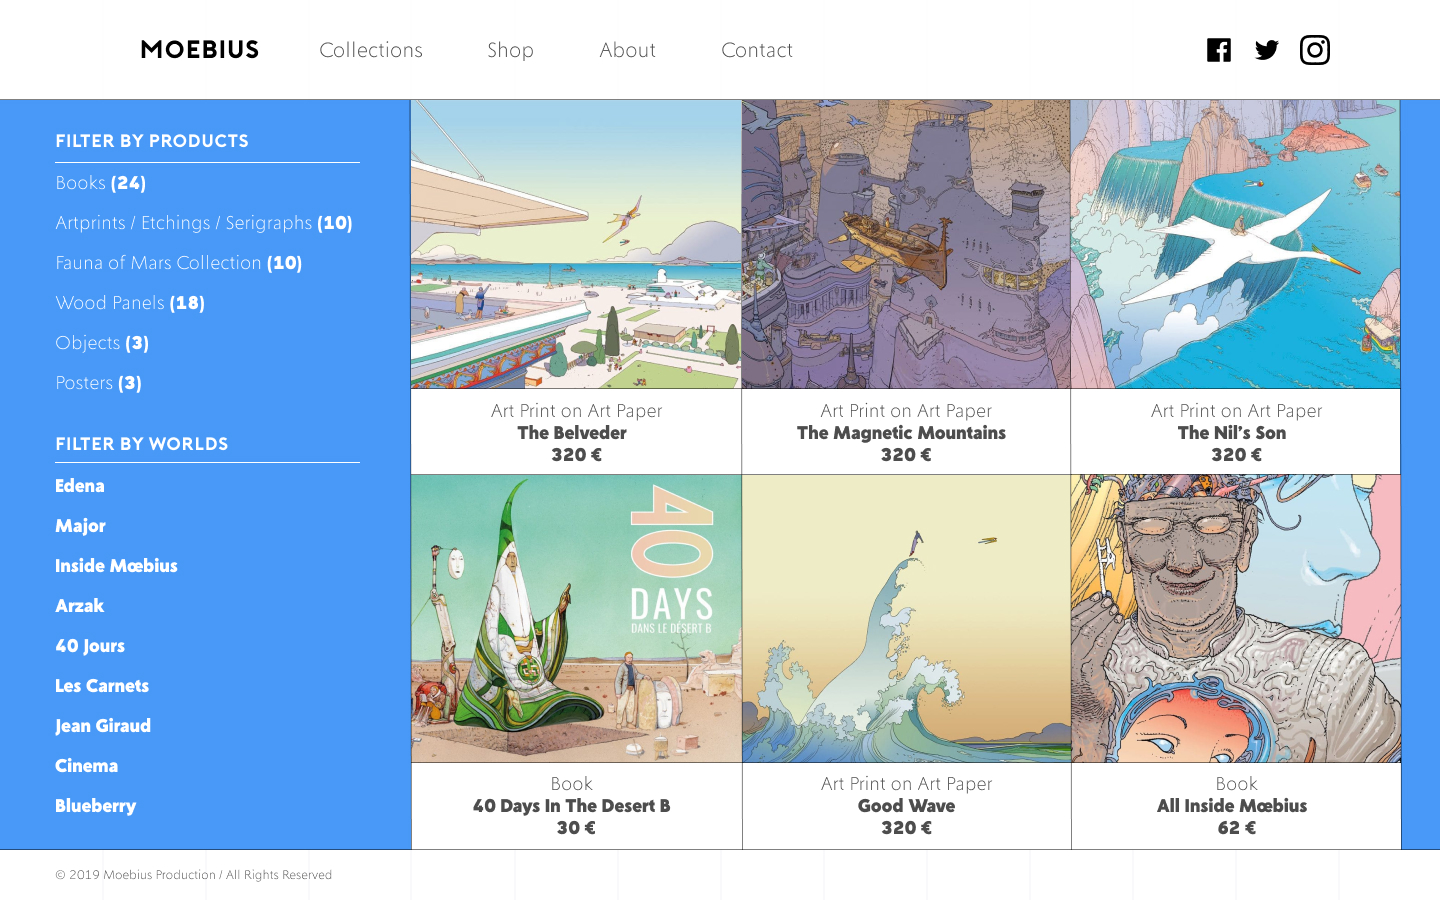 MOEBIUS Collections Shop About Contact
FILTER BY PRODUCTS
Books (24)
Artprints / Etchings / Serigraphs (10)
Fauna of Mars Collection (10)
Wood Panels (18)
Objects (3)
Posters (3)
FILTER BY WORLDS
Edena
Major
Inside Mœbius
Arzak
40 Jours
Les Carnets
Jean Giraud
Cinema
Blueberry
Art Print on Art Paper
The Belveder
320 €
Art Print on Art Paper
The Magnetic Mountains
320 €
Art Print on Art Paper
The Nil's Son
320 €
40
DAYS
DANS LE DÉSERT B
Book
40 Days In The Desert B
30 €
Art Print on Art Paper
Good Wave
320 €
Book
All Inside Mœbius
62 €
© 2019 Moebius Production / All Rights Reserved